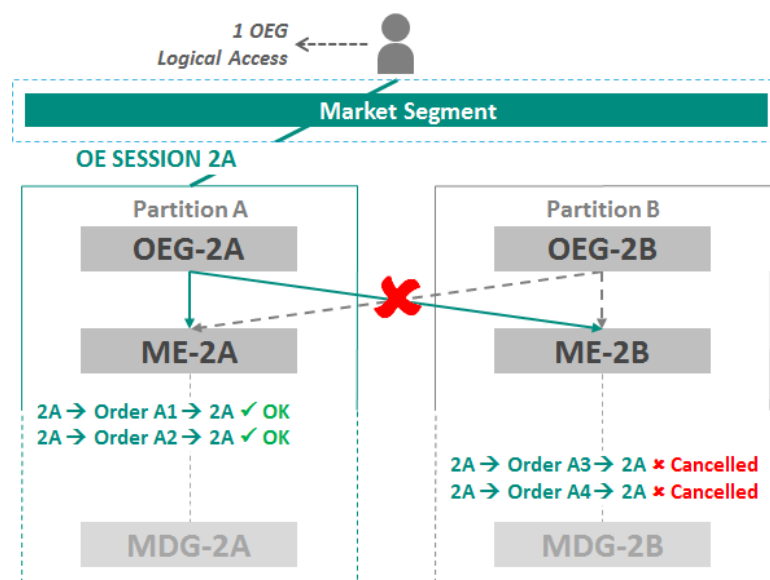 1 OEG
Logical Access
Market Segment
OE SESSION 2A
Partition A
Partition B
OEG-2A
OEG-2B
ME-2A
ME-2B
2A → Order A1 → 2A ✓ OK
2A → Order A2 → 2A ✓ OK
2A → Order A3 → 2A ✖ Cancelled
2A → Order A4 → 2A ✖ Cancelled
MDG-2A
MDG-2B